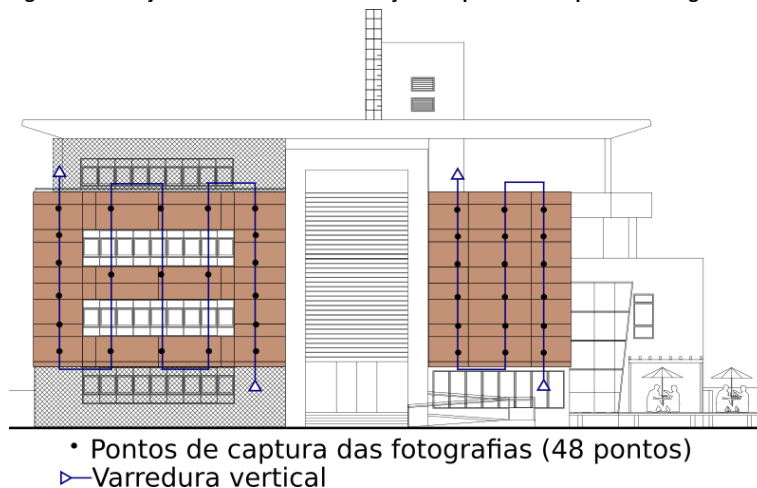 • Pontos de captura das fotografias (48 pontos)
Varredura vertical